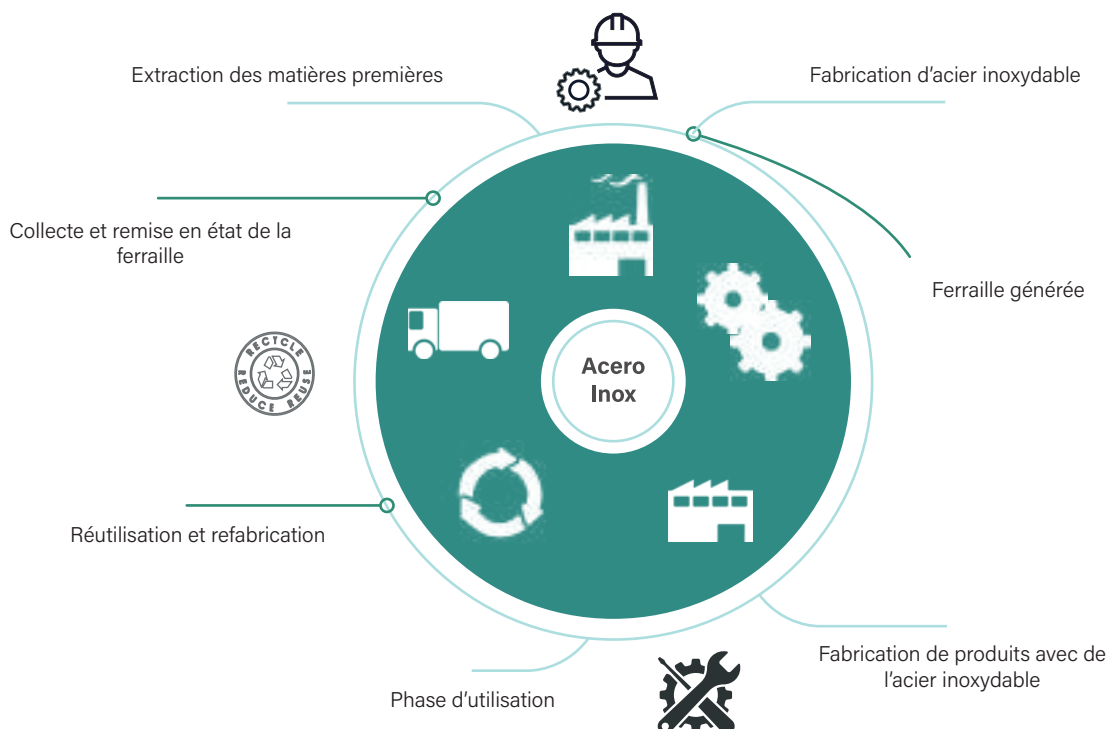 Extraction des matières premières
Fabrication d'acier inoxydable
Collecte et remise en état de la
ferraille
Ferraille générée
Acero
Inox
RECYCLE
REDUCE REUSE
Réutilisation et refabrication
Fabrication de produits avec de
l'acier inoxydable
Phase d'utilisation